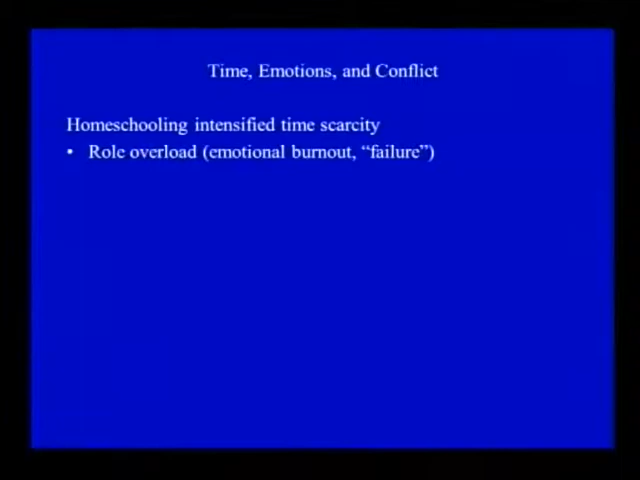 Time, Emotions, and Conflict
Homeschooling intensified time scarcity
• Role overload (emotional burnout, “failure”)